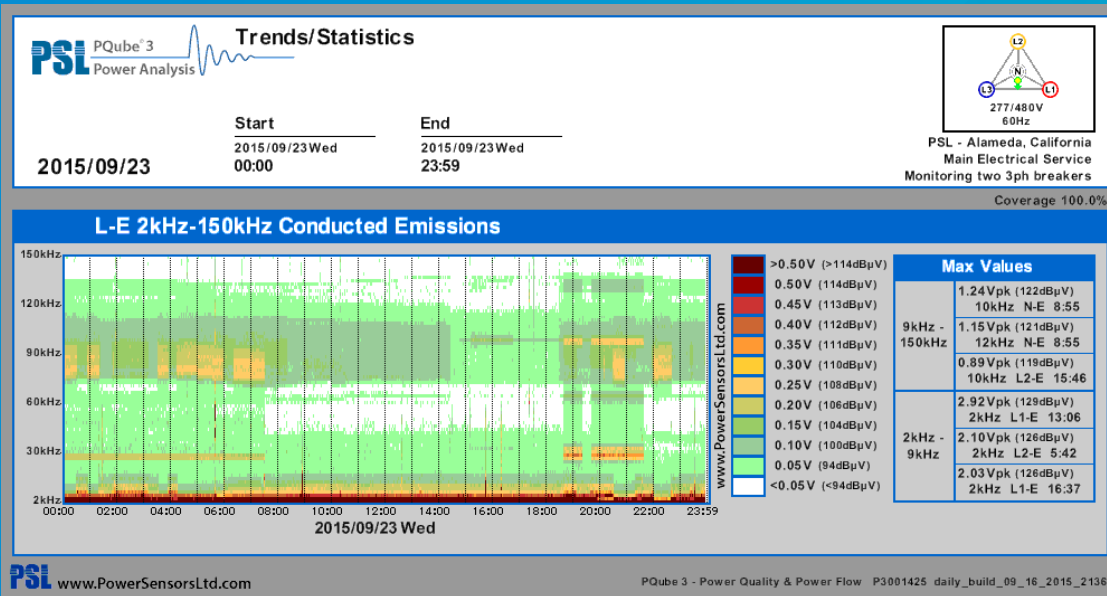 PSL PQube® 3
Power Analysis
Trends/Statistics
Start
2015/09/23Wed
00:00
End
2015/09/23Wed
23:59
2015/09/23
L2
N
L3
L1
277/480V
60Hz
PSL - Alameda, California
Main Electrical Service
Monitoring two 3ph breakers
Coverage 100.0%
L-E 2kHz-150kHz Conducted Emissions
150kHz
120kHz
90kHz
60kHz
30kHz
2kHz
00:00 02:00 04:00 06:00 08:00 10:00 12:00 14:00 16:00 18:00 20:00 22:00 23:59
2015/09/23 Wed
www.PowerSensorsLtd.com
>0.50V (>114dBµV)
0.50V (114dBµV)
0.45V (113dBµV)
0.40V (112dBµV)
0.35V (111dBµV)
0.30V (110dBµV)
0.25V (108dBµV)
0.20V (106dBµV)
0.15V (104dBµV)
0.10V (100dBµV)
0.05V (94dBµV)
<0.05V (<94dBµV)
Max Values
9kHz -
150kHz
1.24Vpk (122dBµV)
10kHz N-E 8:55
1.15Vpk (121dBµV)
12kHz N-E 8:55
0.89Vpk (119dBµV)
10kHz L2-E 15:46
2kHz -
9kHz
2.92Vpk (129dBµV)
2kHz L1-E 13:06
2.10Vpk (126dBµV)
2kHz L2-E 5:42
2.03Vpk (126dBµV)
2kHz L1-E 16:37
PSL www.PowerSensorsLtd.com
PQube 3 - Power Quality & Power Flow P3001425 daily_build_09_16_2015_2136